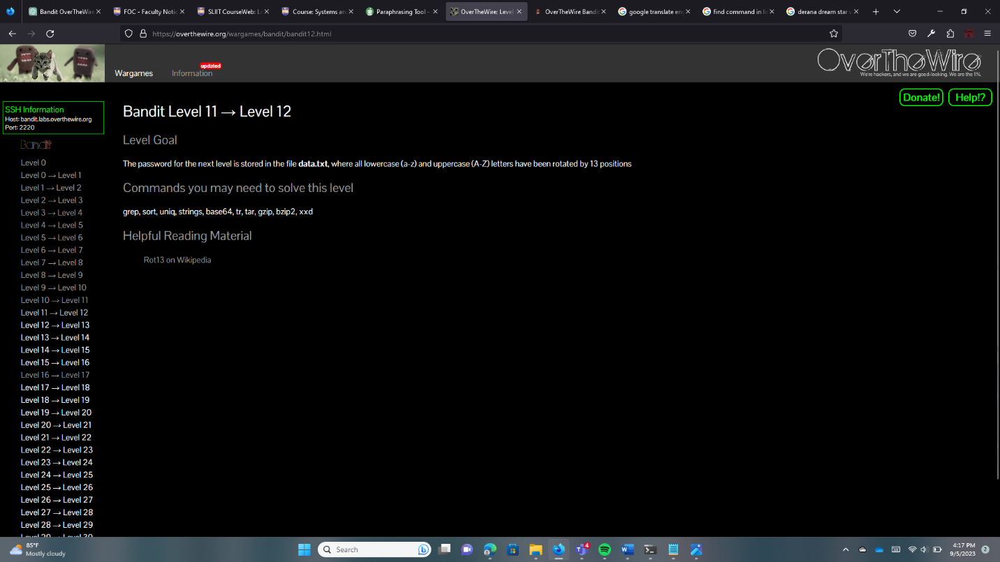 Bandit OverTheWire
FOC - Faculty Notic
SLIIT CourseWeb: Lo
Course: Systems an
Paraphrasing Tool -
OverTheWire: Level
OverTheWire Bandit
google translate en
find command in li
derana dream star v
https://overthewire.org/wargames/bandit/bandit12.html
Wargames
Information
updated
OverTheWire
We're hackers, and we are good-looking. We are the 1%.
Donate!
Help!?
SSH Information
Host: bandit.labs.overthewire.org
Port: 2220
Bandit
Level 0
Level 0 → Level 1
Level 1 → Level 2
Level 2 → Level 3
Level 3 → Level 4
Level 4 → Level 5
Level 5 → Level 6
Level 6 → Level 7
Level 7 → Level 8
Level 8 → Level 9
Level 9 → Level 10
Level 10 → Level 11
Level 11 → Level 12
Level 12 → Level 13
Level 13 → Level 14
Level 14 → Level 15
Level 15 → Level 16
Level 16 → Level 17
Level 17 → Level 18
Level 18 → Level 19
Level 19 → Level 20
Level 20 → Level 21
Level 21 → Level 22
Level 22 → Level 23
Level 23 → Level 24
Level 24 → Level 25
Level 25 → Level 26
Level 26 → Level 27
Level 27 → Level 28
Level 28 → Level 29
Level 29 → Level 30
Bandit Level 11 → Level 12
Level Goal
The password for the next level is stored in the file data.txt, where all lowercase (a-z) and uppercase (A-Z) letters have been rotated by 13 positions
Commands you may need to solve this level
grep, sort, uniq, strings, base64, tr, tar, gzip, bzip2, xxd
Helpful Reading Material
Rot13 on Wikipedia
85°F
Mostly cloudy
Search
4
4:17 PM
9/5/2023
2